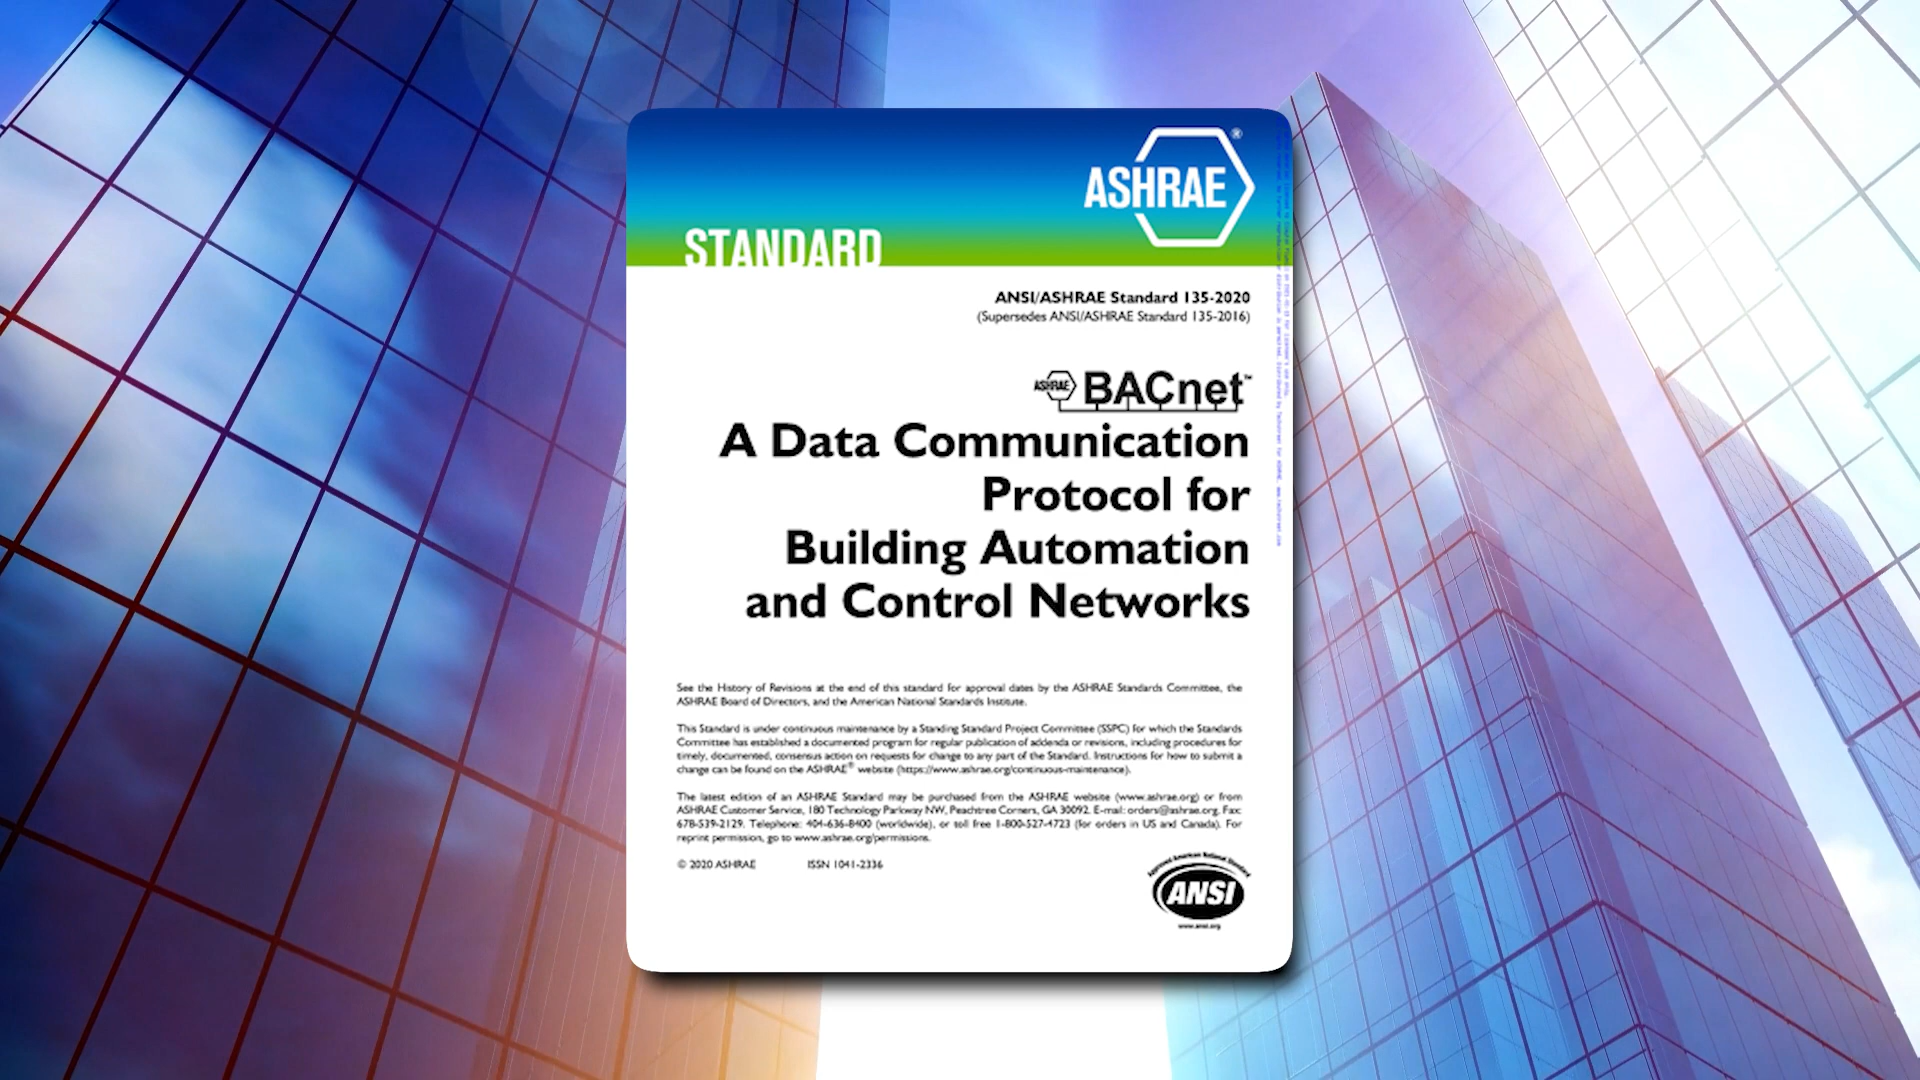 ASHRAE®
STANDARD
ANSI/ASHRAE Standard 135-2020
(Supersedes ANSI/ASHRAE Standard 135-2016)
ASHRAE BACnet™
A Data Communication
Protocol for
Building Automation
and Control Networks
See the History of Revisions at the end of this standard for approval dates by the ASHRAE Standards Committee, the
ASHRAE Board of Directors, and the American National Standards Institute.
This Standard is under continuous maintenance by a Standing Standard Project Committee (SSPC) for which the Standards
Committee has established a documented program for regular publication of addenda or revisions, including procedures for
timely, documented, consensus action on requests for change to any part of the Standard. Instructions for how to submit a
change can be found on the ASHRAE® website (https://www.ashrae.org/continuous-maintenance).
The latest edition of an ASHRAE Standard may be purchased from the ASHRAE website (www.ashrae.org) or from
ASHRAE Customer Service, 180 Technology Parkway NW, Peachtree Corners, GA 30092. E-mail: orders@ashrae.org. Fax:
678-539-2129. Telephone: 404-636-8400 (worldwide), or toll free 1-800-527-4723 (for orders in US and Canada). For
reprint permission, go to www.ashrae.org/permissions.
© 2020 ASHRAE ISSN 1041-2336
Approved American National Standard
ANSI
www.ansi.org